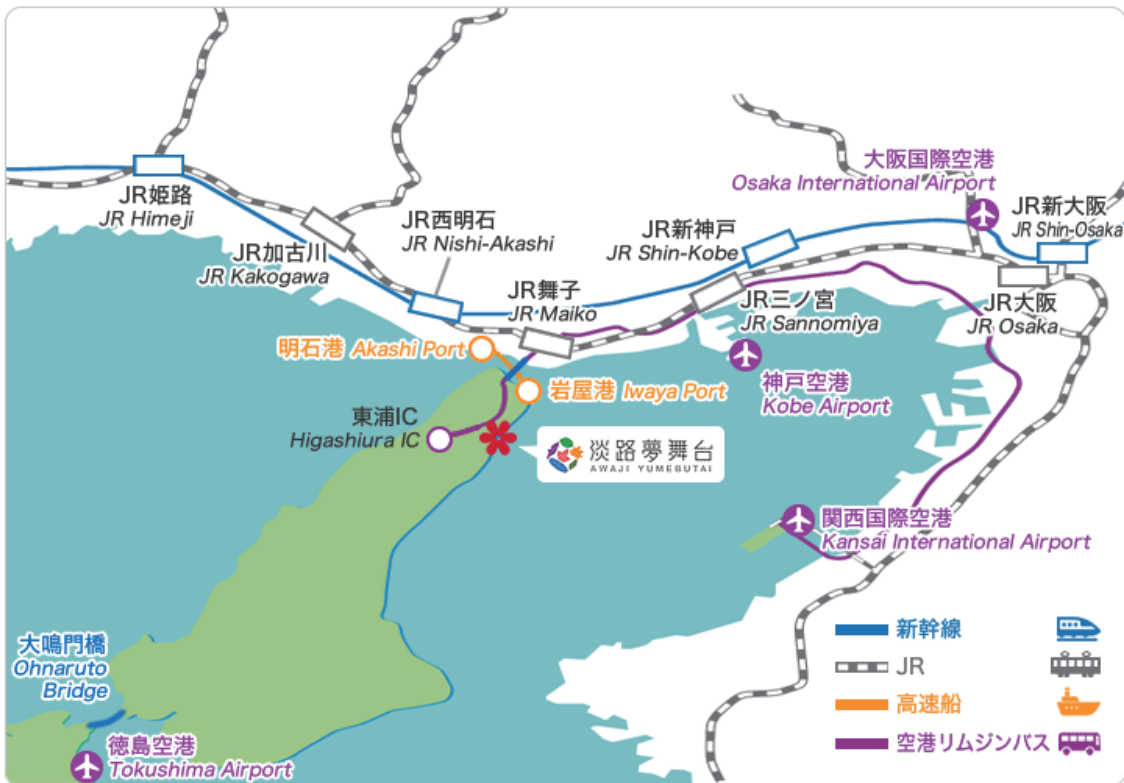 大阪国際空港
Osaka International Airport
JR姫路
JR Himeji
JR新大阪
JR Shin-Osaka
JR西明石
JR Nishi-Akashi
JR新神戸
JR Shin-Kobe
JR加古川
JR Kakogawa
JR舞子
JR Maiko
JR三ノ宮
JR Sannomiya
JR大阪
JR Osaka
明石港 Akashi Port
神戸空港
Kobe Airport
岩屋港 Iwaya Port
東浦IC
Higashiura IC
淡路夢舞台
AWAJI YUMEBUTAI
関西国際空港
Kansai International Airport
大鳴門橋
Ohnaruto
Bridge
徳島空港
Tokushima Airport
新幹線
JR
高速船
空港リムジンバス